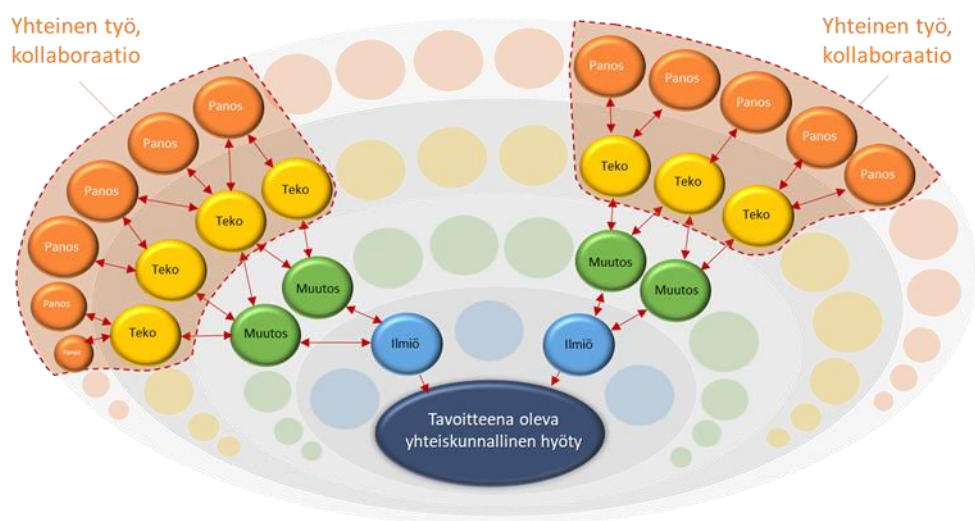 Yhteinen työ,
kollaboraatio
Yhteinen työ,
kollaboraatio
Panos
Panos
Panos
Panos
Panos
Panos
Teko
Teko
Teko
Teko
Muutos
Muutos
Ilmiö
Panos
Panos
Panos
Panos
Panos
Teko
Teko
Teko
Muutos
Muutos
Ilmiö
Tavoitteena oleva
yhteiskunnallinen hyöty